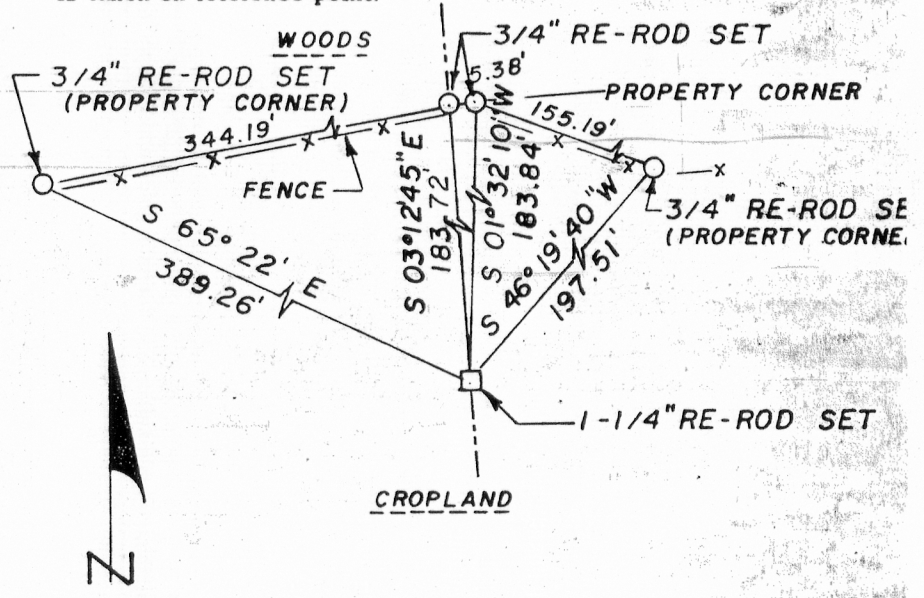 WOODS
3/4" RE-ROD SET
3/4" RE-ROD SET
(PROPERTY CORNER)
5.38'
PROPERTY CORNER
155.19'
344.19'
x x x x x x x
FENCE
3/4" RE-ROD SE
(PROPERTY CORNE
S 03°12'45" E
183.72'
S 01° 32' 10" W
183.84'
S 46° 19' 40" W
197.51'
S 65° 22' E
389.26'
1-1/4" RE-ROD SET
CROPLAND
N